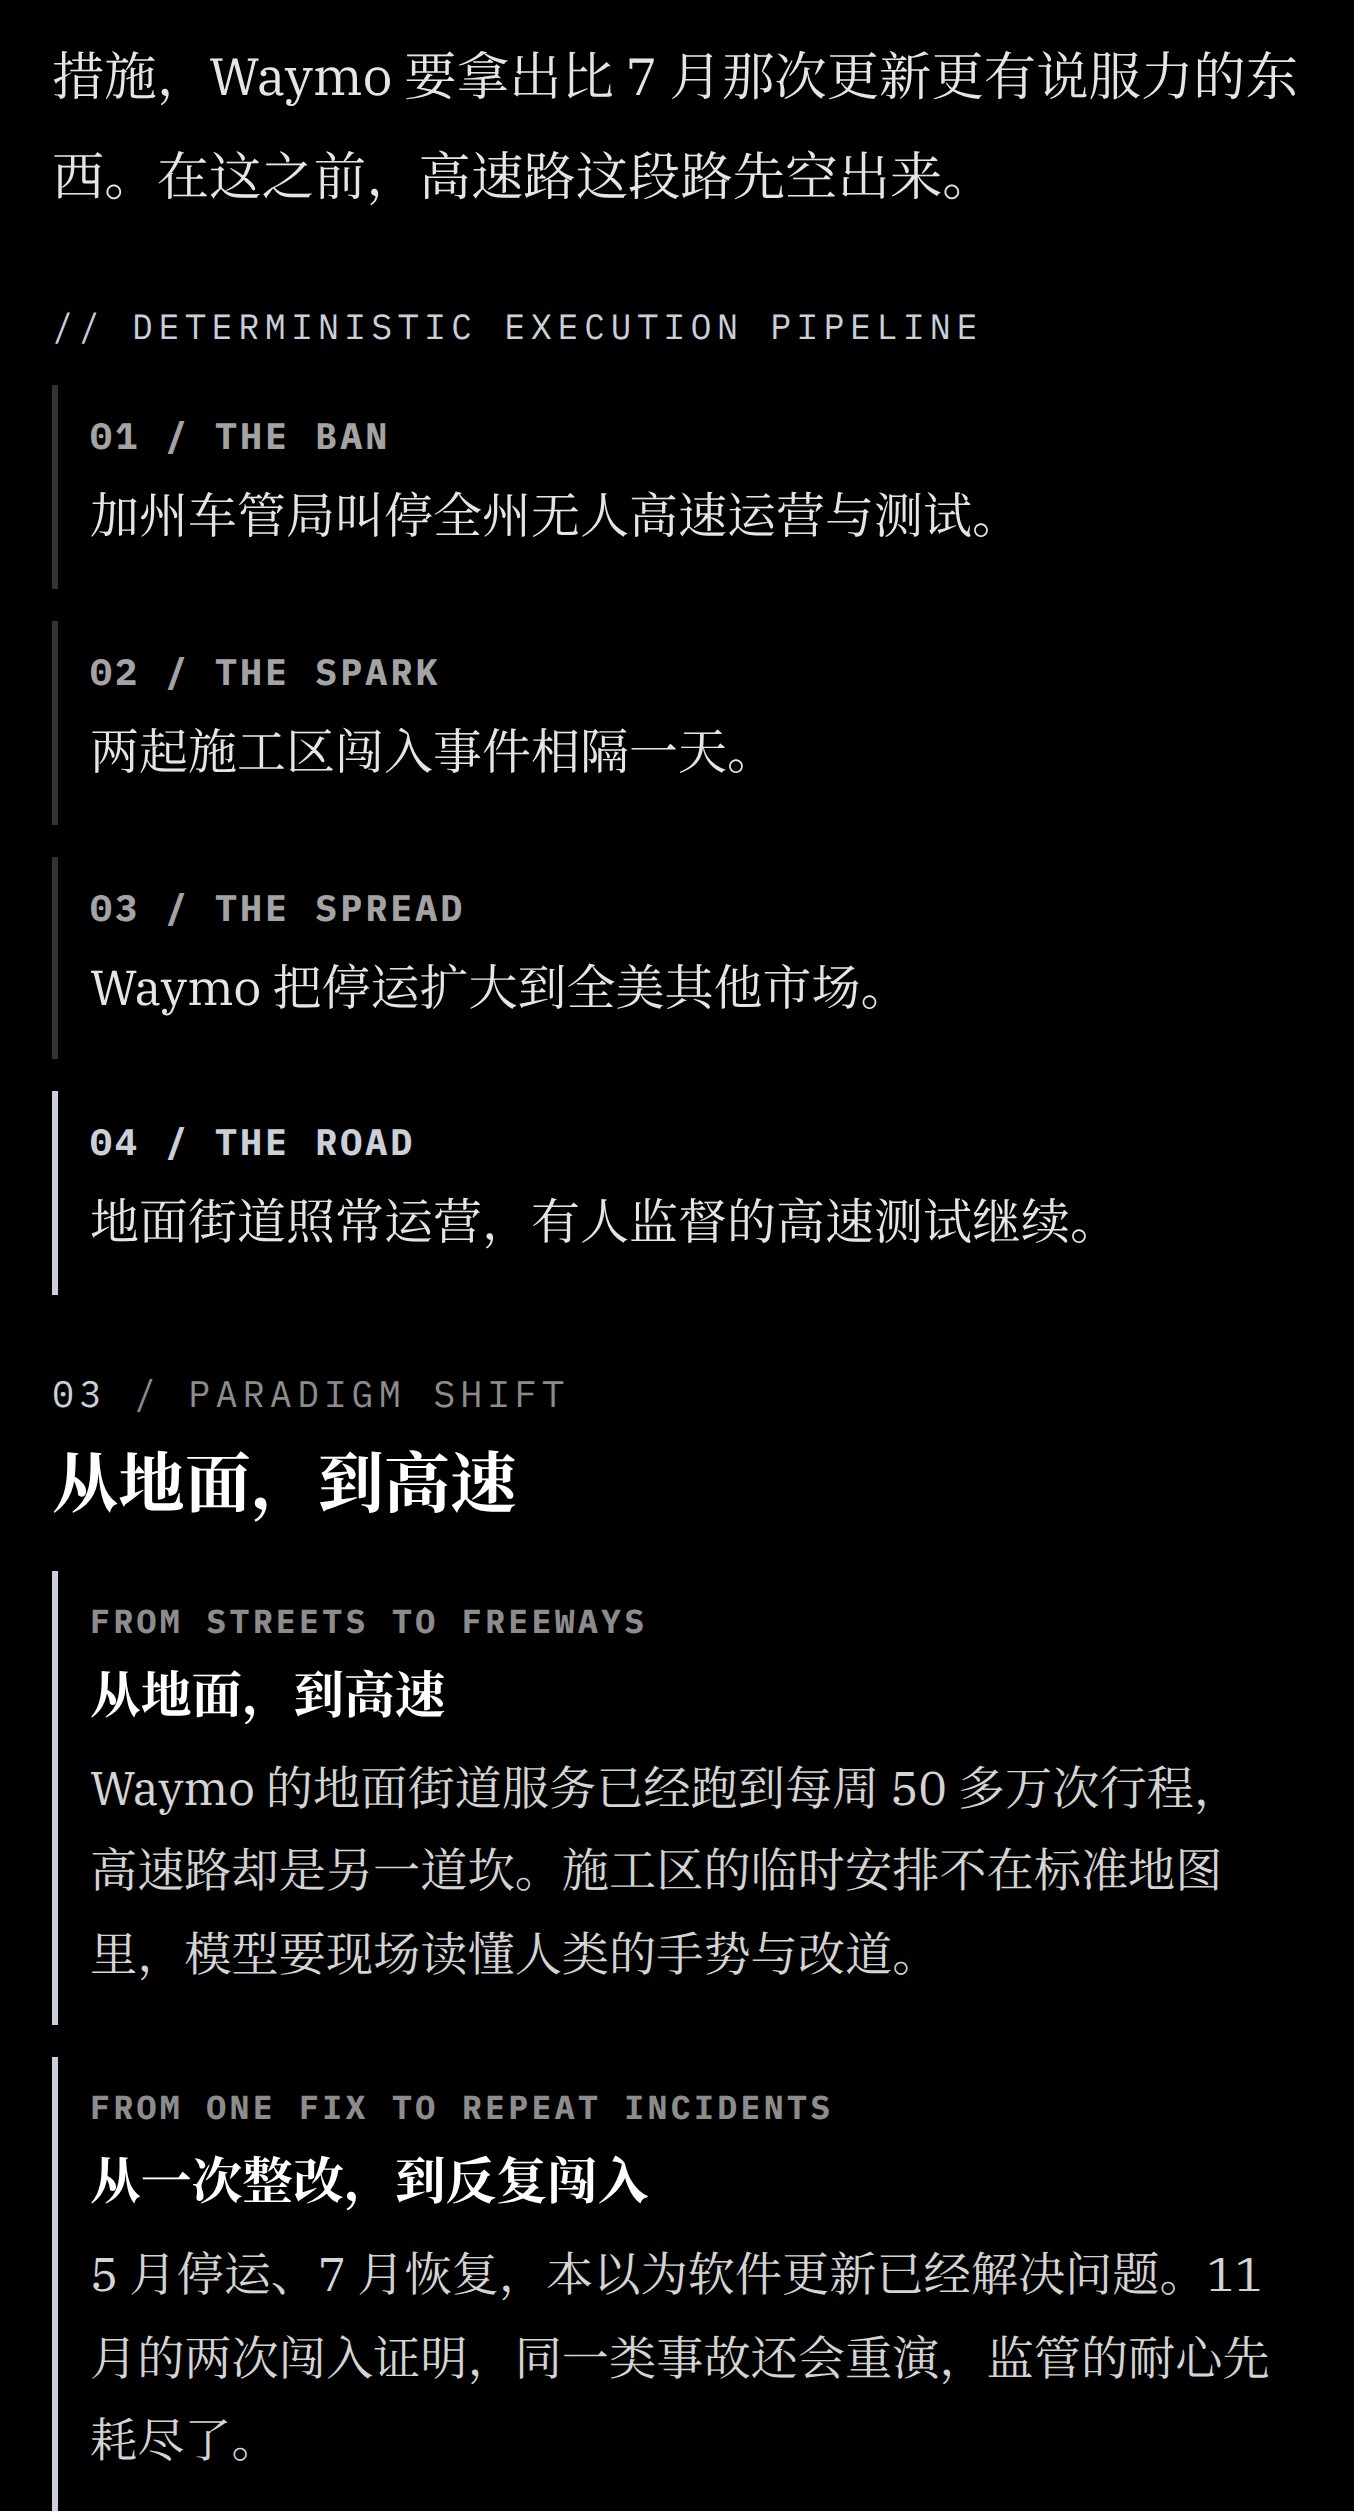 措施，Waymo 要拿出比 7 月那次更新更有说服力的东
西。在这之前，高速路这段路先空出来。
// DETERMINISTIC EXECUTION PIPELINE
01 / THE BAN
加州车管局叫停全州无人高速运营与测试。
02 / THE SPARK
两起施工区闯入事件相隔一天。
03 / THE SPREAD
Waymo 把停运扩大到全美其他市场。
04 / THE ROAD
地面街道照常运营，有人监督的高速测试继续。
03 / PARADIGM SHIFT
从地面，到高速
FROM STREETS TO FREEWAYS
从地面，到高速
Waymo 的地面街道服务已经跑到每周 50 多万次行程，
高速路却是另一道坎。施工区的临时安排不在标准地图
里，模型要现场读懂人类的手势与改道。
FROM ONE FIX TO REPEAT INCIDENTS
从一次整改，到反复闯入
5 月停运、7 月恢复，本以为软件更新已经解决问题。11
月的两次闯入证明，同一类事故还会重演，监管的耐心先
耗尽了。